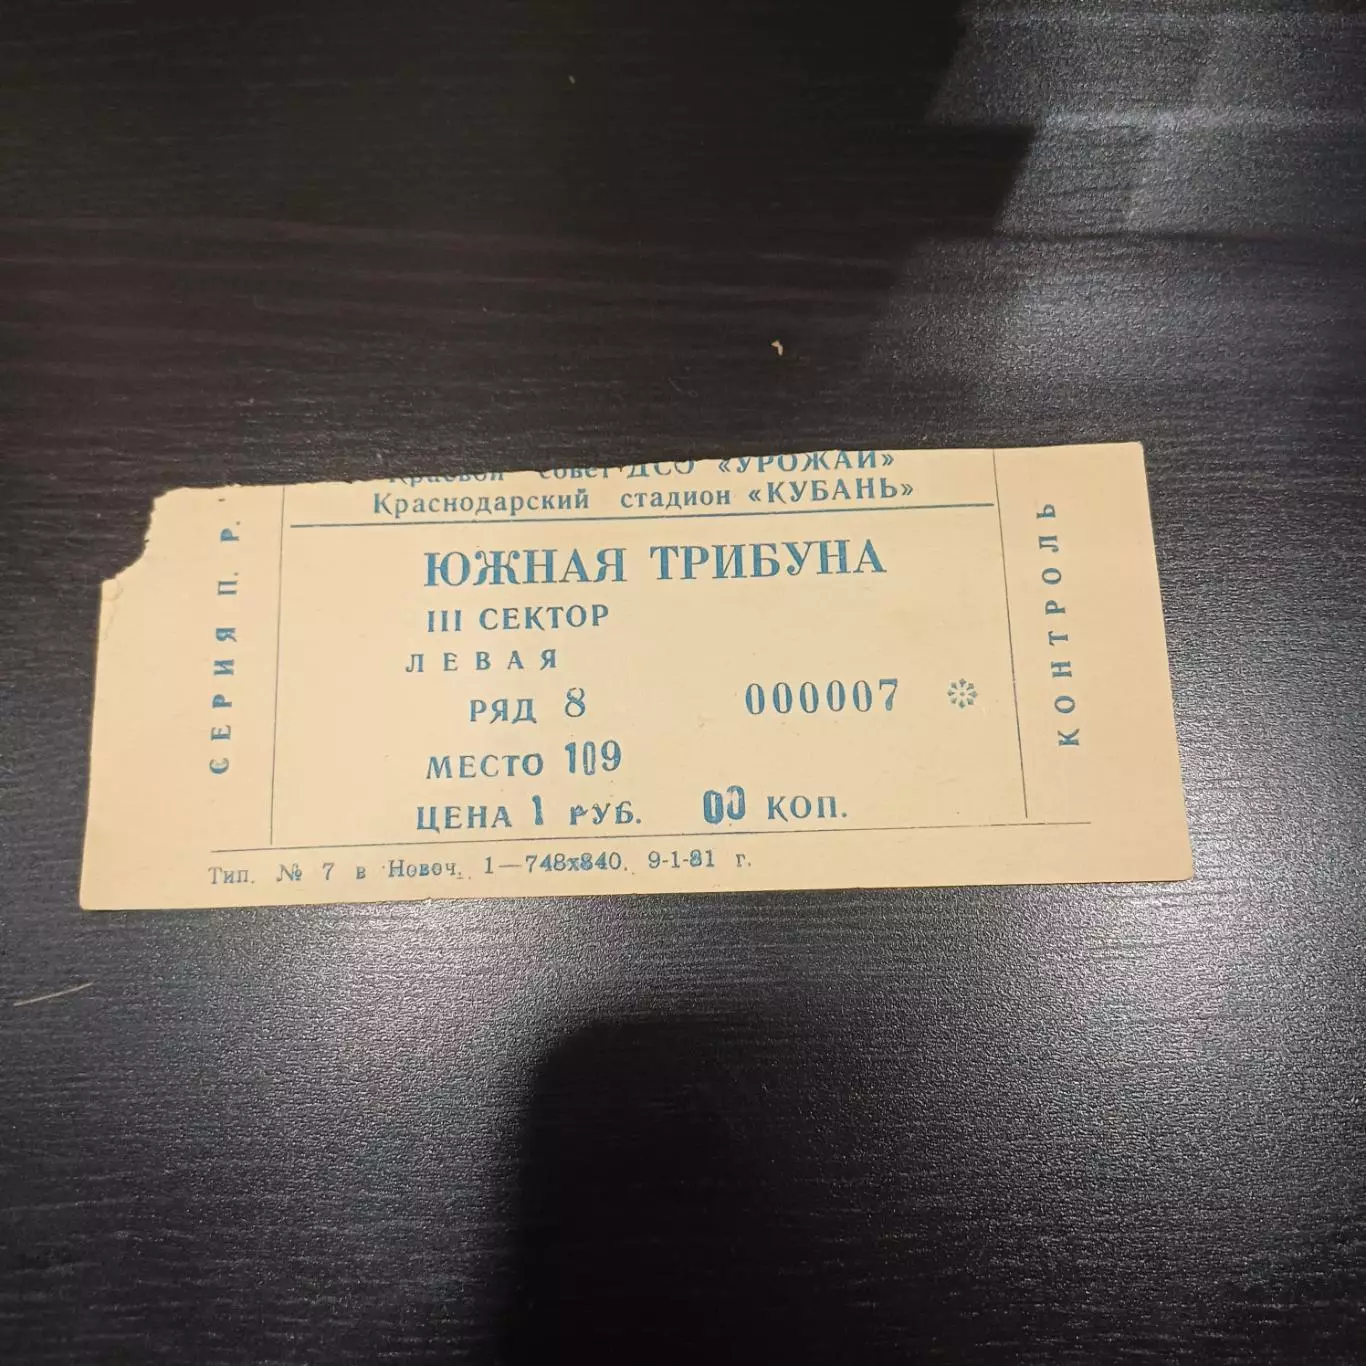 Краевой совет ДСО «УРОЖАЙ»
Краснодарский стадион «КУБАНЬ»
СЕРИЯ П. Р.
ЮЖНАЯ ТРИБУНА
III СЕКТОР
ЛЕВАЯ
РЯД 8 000007
МЕСТО 109
ЦЕНА 1 РУБ. 00 КОП.
КОНТРОЛЬ
Тип. № 7 в Новоч. 1—748х840. 9-1-81 г.